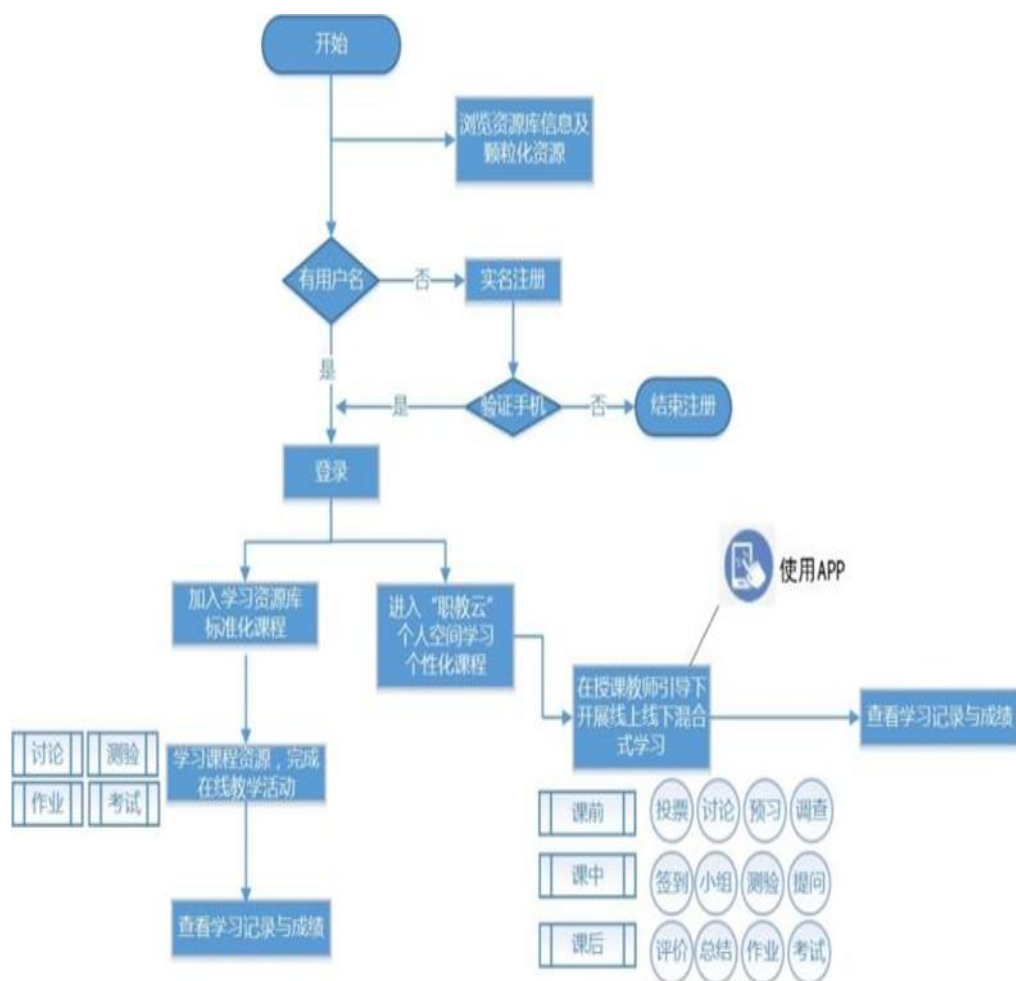 开始
浏览资源库信息及
颗粒化资源
有用户名
否
实名注册
是
是
验证手机
否
结束注册
登录
使用APP
加入学习资源库
标准化课程
进入“职教云”
个人空间学习
个性化课程
在授课教师引导下
开展线上线下混合
式学习
查看学习记录与成绩
讨论
测验
作业
考试
学习课程资源，完成
在线教学活动
课前
投票
讨论
预习
调查
课中
签到
小组
测验
提问
查看学习记录与成绩
课后
评价
总结
作业
考试